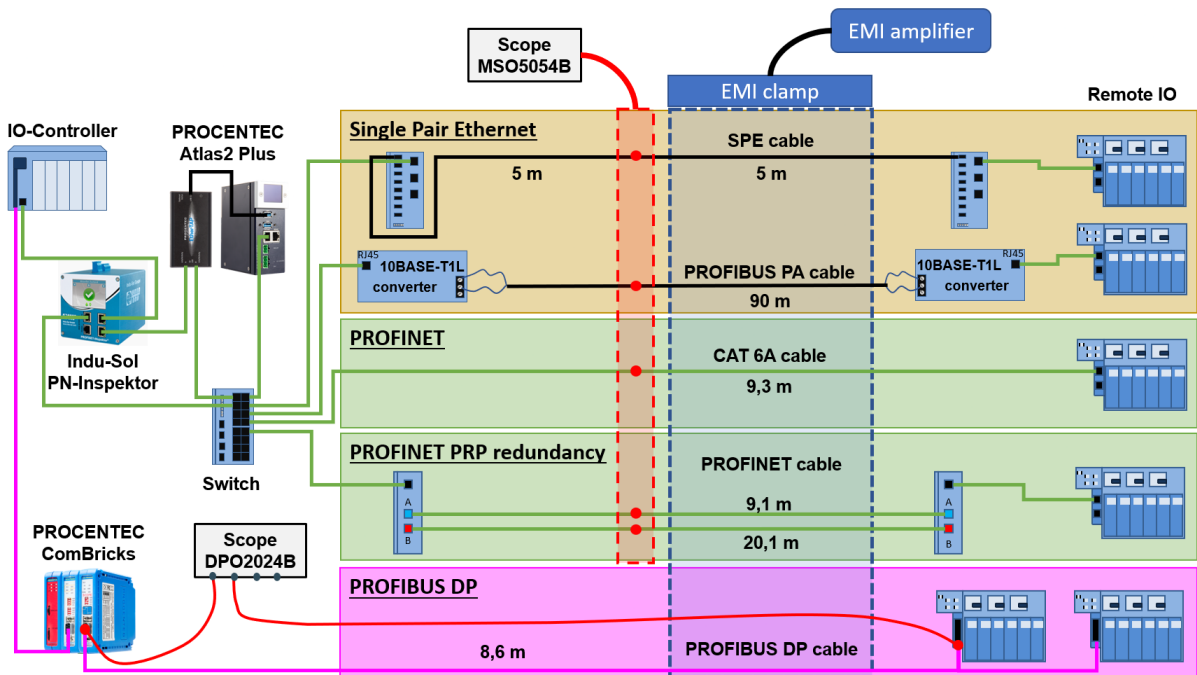 EMI amplifier
Scope
MSO5054B
EMI clamp
Remote IO
IO-Controller
PROCENTEC
Atlas2 Plus
Single Pair Ethernet
SPE cable
5 m
5 m
RJ45
10BASE-T1L
converter
PROFIBUS PA cable
90 m
RJ45
10BASE-T1L
converter
Indu-Sol
PN-Inspektor
PROFINET
CAT 6A cable
9,3 m
Switch
PROFINET PRP redundancy
PROFINET cable
A
B
9,1 m
20,1 m
A
B
PROCENTEC
ComBricks
Scope
DPO2024B
PROFIBUS DP
8,6 m
PROFIBUS DP cable